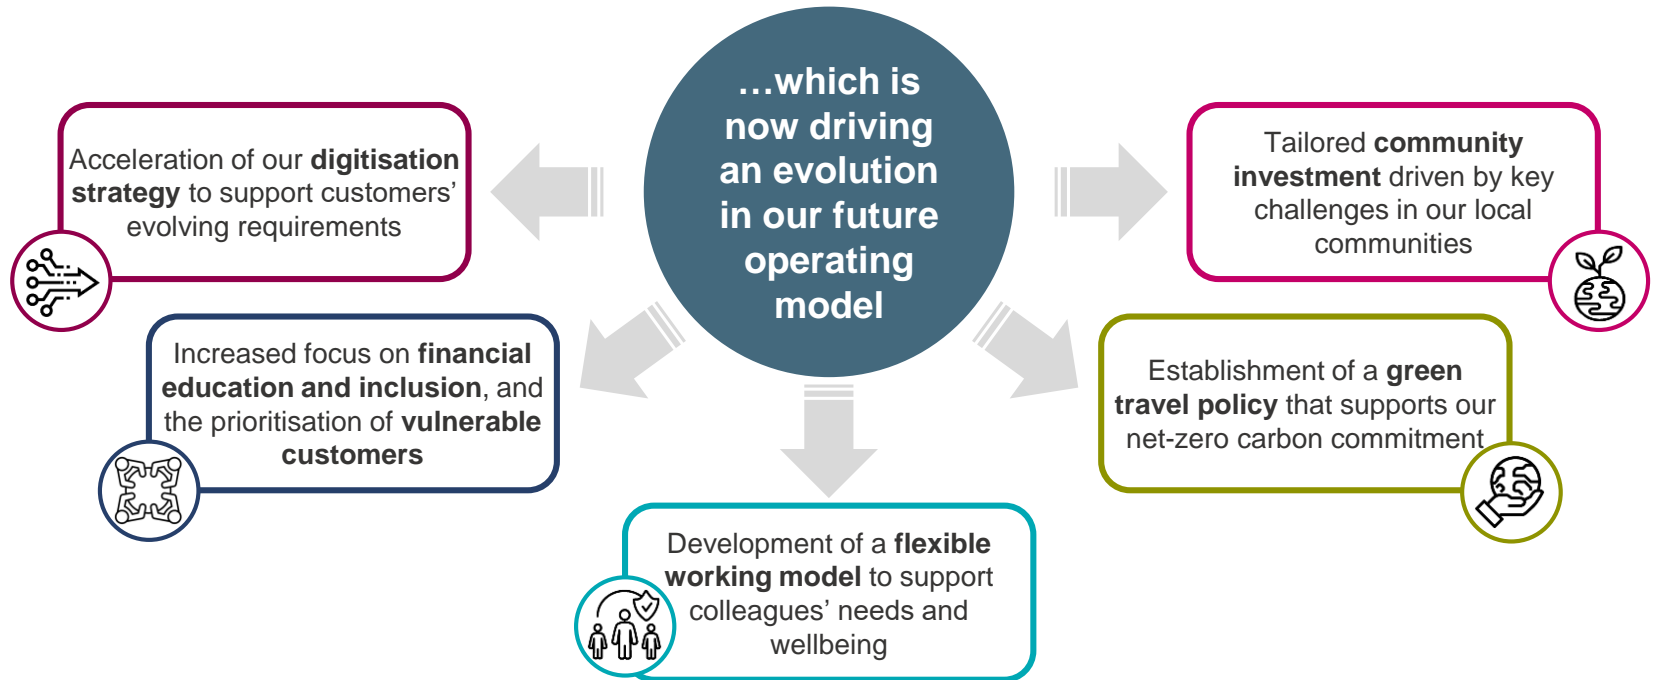 …which is
now driving
an evolution
in our future
operating
model
Acceleration of our digitisation
strategy to support customers’
evolving requirements
Increased focus on financial
education and inclusion, and
the prioritisation of vulnerable
customers
Development of a flexible
working model to support
colleagues’ needs and
wellbeing
Establishment of a green
travel policy that supports our
net-zero carbon commitment
Tailored community
investment driven by key
challenges in our local
communities